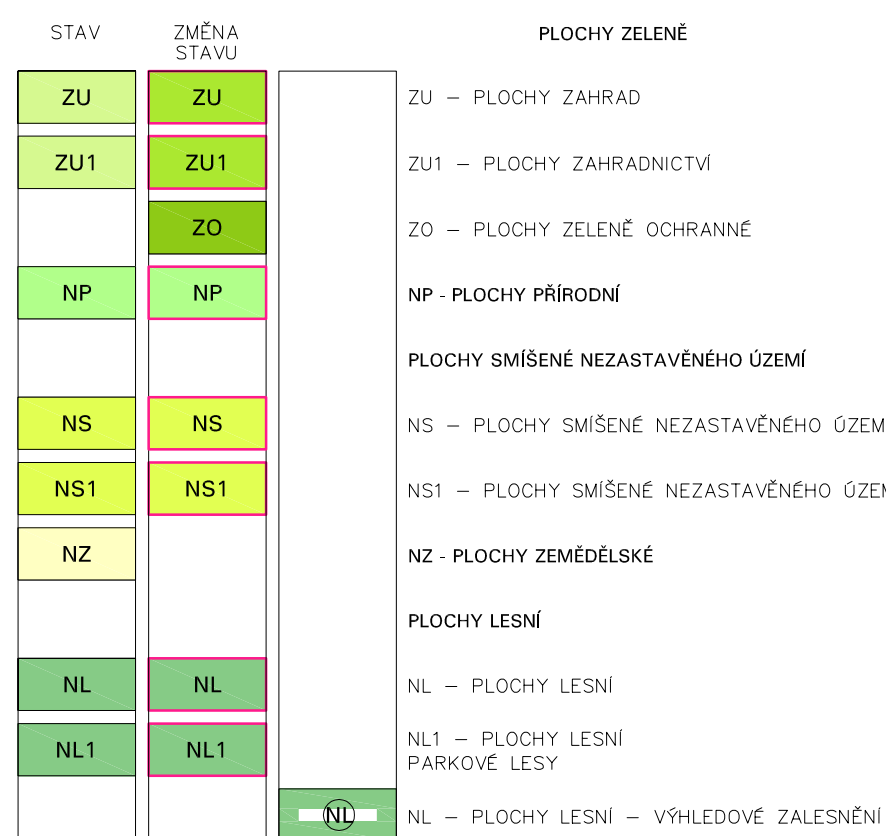 STAV ZMĚNA STAVU PLOCHY ZELENĚ
ZU ZU ZU – PLOCHY ZAHRAD
ZU1 ZU1 ZU1 – PLOCHY ZAHRADNICTVÍ
ZO ZO – PLOCHY ZELENĚ OCHRANNÉ
NP NP NP - PLOCHY PŘÍRODNÍ
PLOCHY SMÍŠENÉ NEZASTAVĚNÉHO ÚZEMÍ
NS NS NS – PLOCHY SMÍŠENÉ NEZASTAVĚNÉHO ÚZEM
NS1 NS1 NS1 – PLOCHY SMÍŠENÉ NEZASTAVĚNÉHO
NZ NZ - PLOCHY ZEMĚDĚLSKÉ
PLOCHY LESNÍ
NL NL NL – PLOCHY LESNÍ
NL1 NL1 NL1 – PLOCHY LESNÍ
PARKOVÉ LESY
NL NL – PLOCHY LESNÍ – VÝHLEDOVÉ ZALESNĚNÍ